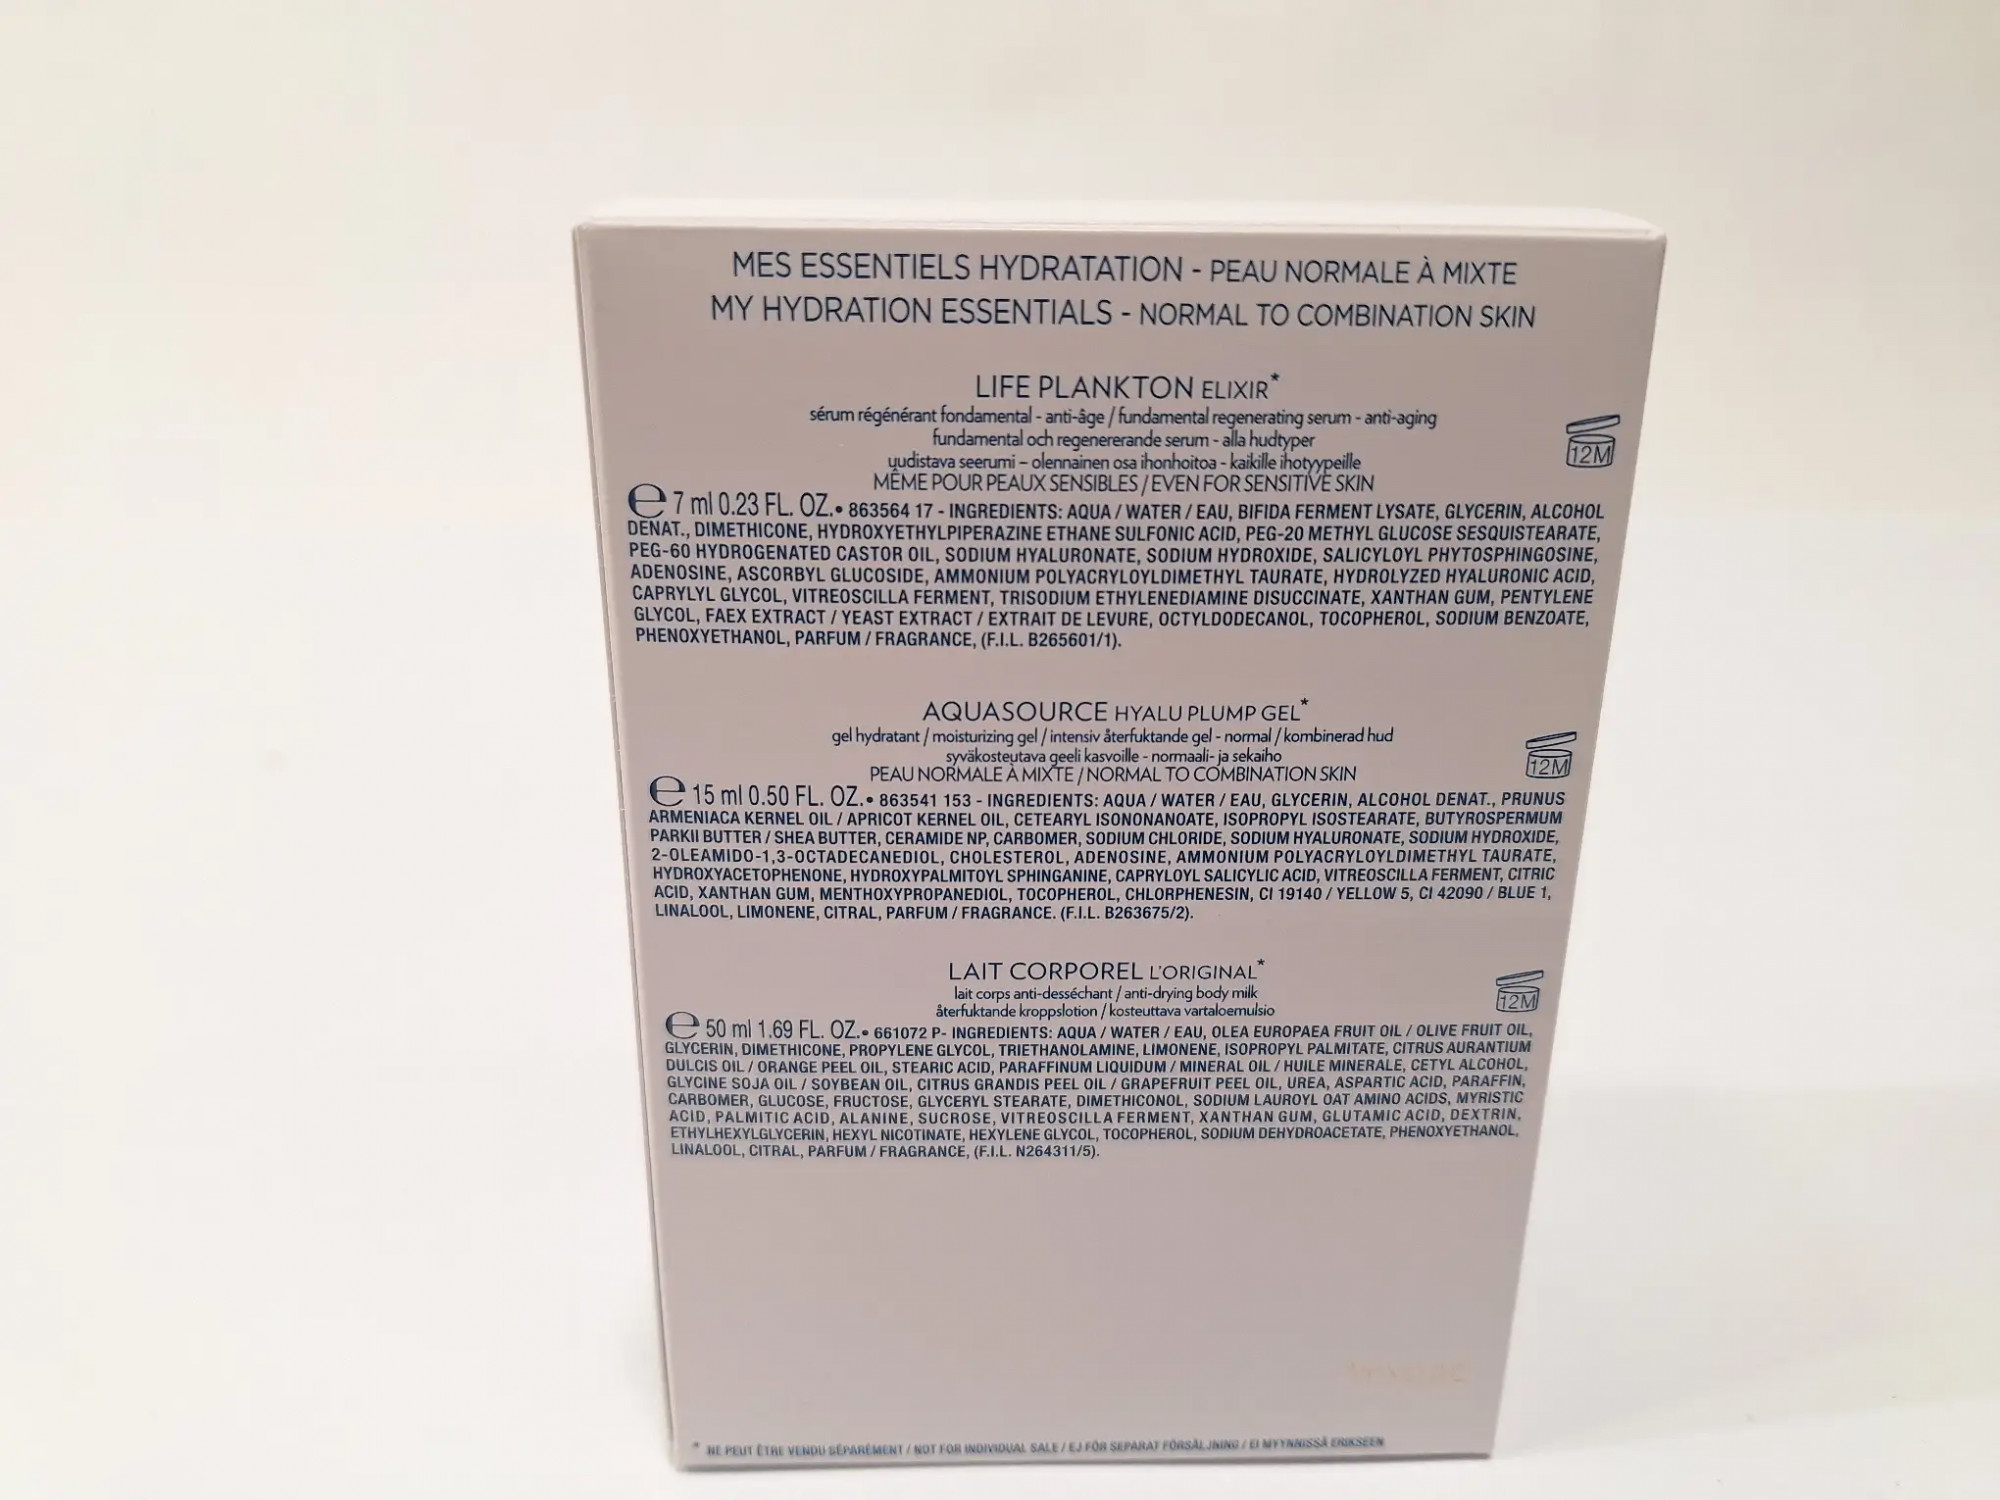 MES ESSENTIELS HYDRATATION - PEAU NORMALE À MIXTE
MY HYDRATION ESSENTIALS - NORMAL TO COMBINATION SKIN
LIFE PLANKTON ELIXIR*
sérum régénérant fondamental - anti-âge / fundamental regenerating serum - anti-aging
fundamental och regenererande serum - alla hudtyper
uudistava seerumi – olennainen osa ihonhoitoa - kaikille ihotyypeille
MÊME POUR PEAUX SENSIBLES / EVEN FOR SENSITIVE SKIN
12M
℮ 7 ml 0.23 FL. OZ.• 863564 17 - INGREDIENTS: AQUA / WATER / EAU, BIFIDA FERMENT LYSATE, GLYCERIN, ALCOHOL
DENAT., DIMETHICONE, HYDROXYETHYLPIPERAZINE ETHANE SULFONIC ACID, PEG-20 METHYL GLUCOSE SESQUISTEARATE,
PEG-60 HYDROGENATED CASTOR OIL, SODIUM HYALURONATE, SODIUM HYDROXIDE, SALICYLOYL PHYTOSPHINGOSINE,
ADENOSINE, ASCORBYL GLUCOSIDE, AMMONIUM POLYACRYLOYLDIMETHYL TAURATE, HYDROLYZED HYALURONIC ACID,
CAPRYLYL GLYCOL, VITREOSCILLA FERMENT, TRISODIUM ETHYLENEDIAMINE DISUCCINATE, XANTHAN GUM, PENTYLENE
GLYCOL, FAEX EXTRACT / YEAST EXTRACT / EXTRAIT DE LEVURE, OCTYLDODECANOL, TOCOPHEROL, SODIUM BENZOATE,
PHENOXYETHANOL, PARFUM / FRAGRANCE, (F.I.L. B265601/1).
AQUASOURCE HYALU PLUMP GEL*
gel hydratant / moisturizing gel / intensiv återfuktande gel - normal / kombinerad hud
syväkosteutava geeli kasvoille - normaali- ja sekaiho
PEAU NORMALE À MIXTE / NORMAL TO COMBINATION SKIN
12M
℮ 15 ml 0.50 FL. OZ.• 863541 153 - INGREDIENTS: AQUA / WATER / EAU, GLYCERIN, ALCOHOL DENAT., PRUNUS
ARMENIACA KERNEL OIL / APRICOT KERNEL OIL, CETEARYL ISONONANOATE, ISOPROPYL ISOSTEARATE, BUTYROSPERMUM
PARKII BUTTER / SHEA BUTTER, CERAMIDE NP, CARBOMER, SODIUM CHLORIDE, SODIUM HYALURONATE, SODIUM HYDROXIDE,
2-OLEAMIDO-1,3-OCTADECANEDIOL, CHOLESTEROL, ADENOSINE, AMMONIUM POLYACRYLOYLDIMETHYL TAURATE,
HYDROXYACETOPHENONE, HYDROXYPALMITOYL SPHINGANINE, CAPRYLOYL SALICYLIC ACID, VITREOSCILLA FERMENT, CITRIC
ACID, XANTHAN GUM, MENTHOXYPROPANEDIOL, TOCOPHEROL, CHLORPHENESIN, CI 19140 / YELLOW 5, CI 42090 / BLUE 1,
LINALOOL, LIMONENE, CITRAL, PARFUM / FRAGRANCE. (F.I.L. B263675/2).
LAIT CORPOREL L'ORIGINAL*
lait corps anti-desséchant / anti-drying body milk
återfuktande kroppslotion / kosteuttava vartaloemulsio
12M
℮ 50 ml 1.69 FL. OZ.• 661072 P- INGREDIENTS: AQUA / WATER / EAU, OLEA EUROPAEA FRUIT OIL / OLIVE FRUIT OIL,
GLYCERIN, DIMETHICONE, PROPYLENE GLYCOL, TRIETHANOLAMINE, LIMONENE, ISOPROPYL PALMITATE, CITRUS AURANTIUM
DULCIS OIL / ORANGE PEEL OIL, STEARIC ACID, PARAFFINUM LIQUIDUM / MINERAL OIL / HUILE MINERALE, CETYL ALCOHOL,
GLYCINE SOJA OIL / SOYBEAN OIL, CITRUS GRANDIS PEEL OIL / GRAPEFRUIT PEEL OIL, UREA, ASPARTIC ACID, PARAFFIN,
CARBOMER, GLUCOSE, FRUCTOSE, GLYCERYL STEARATE, DIMETHICONOL, SODIUM LAUROYL OAT AMINO ACIDS, MYRISTIC
ACID, PALMITIC ACID, ALANINE, SUCROSE, VITREOSCILLA FERMENT, XANTHAN GUM, GLUTAMIC ACID, DEXTRIN,
ETHYLHEXYLGLYCERIN, HEXYL NICOTINATE, HEXYLENE GLYCOL, TOCOPHEROL, SODIUM DEHYDROACETATE, PHENOXYETHANOL,
LINALOOL, CITRAL, PARFUM / FRAGRANCE, (F.I.L. N264311/5).
* NE PEUT ÊTRE VENDU SÉPARÉMENT / NOT FOR INDIVIDUAL SALE / EJ FÖR SEPARAT FÖRSÄLJNING / EI MYYNNISSÄ ERIKSEEN